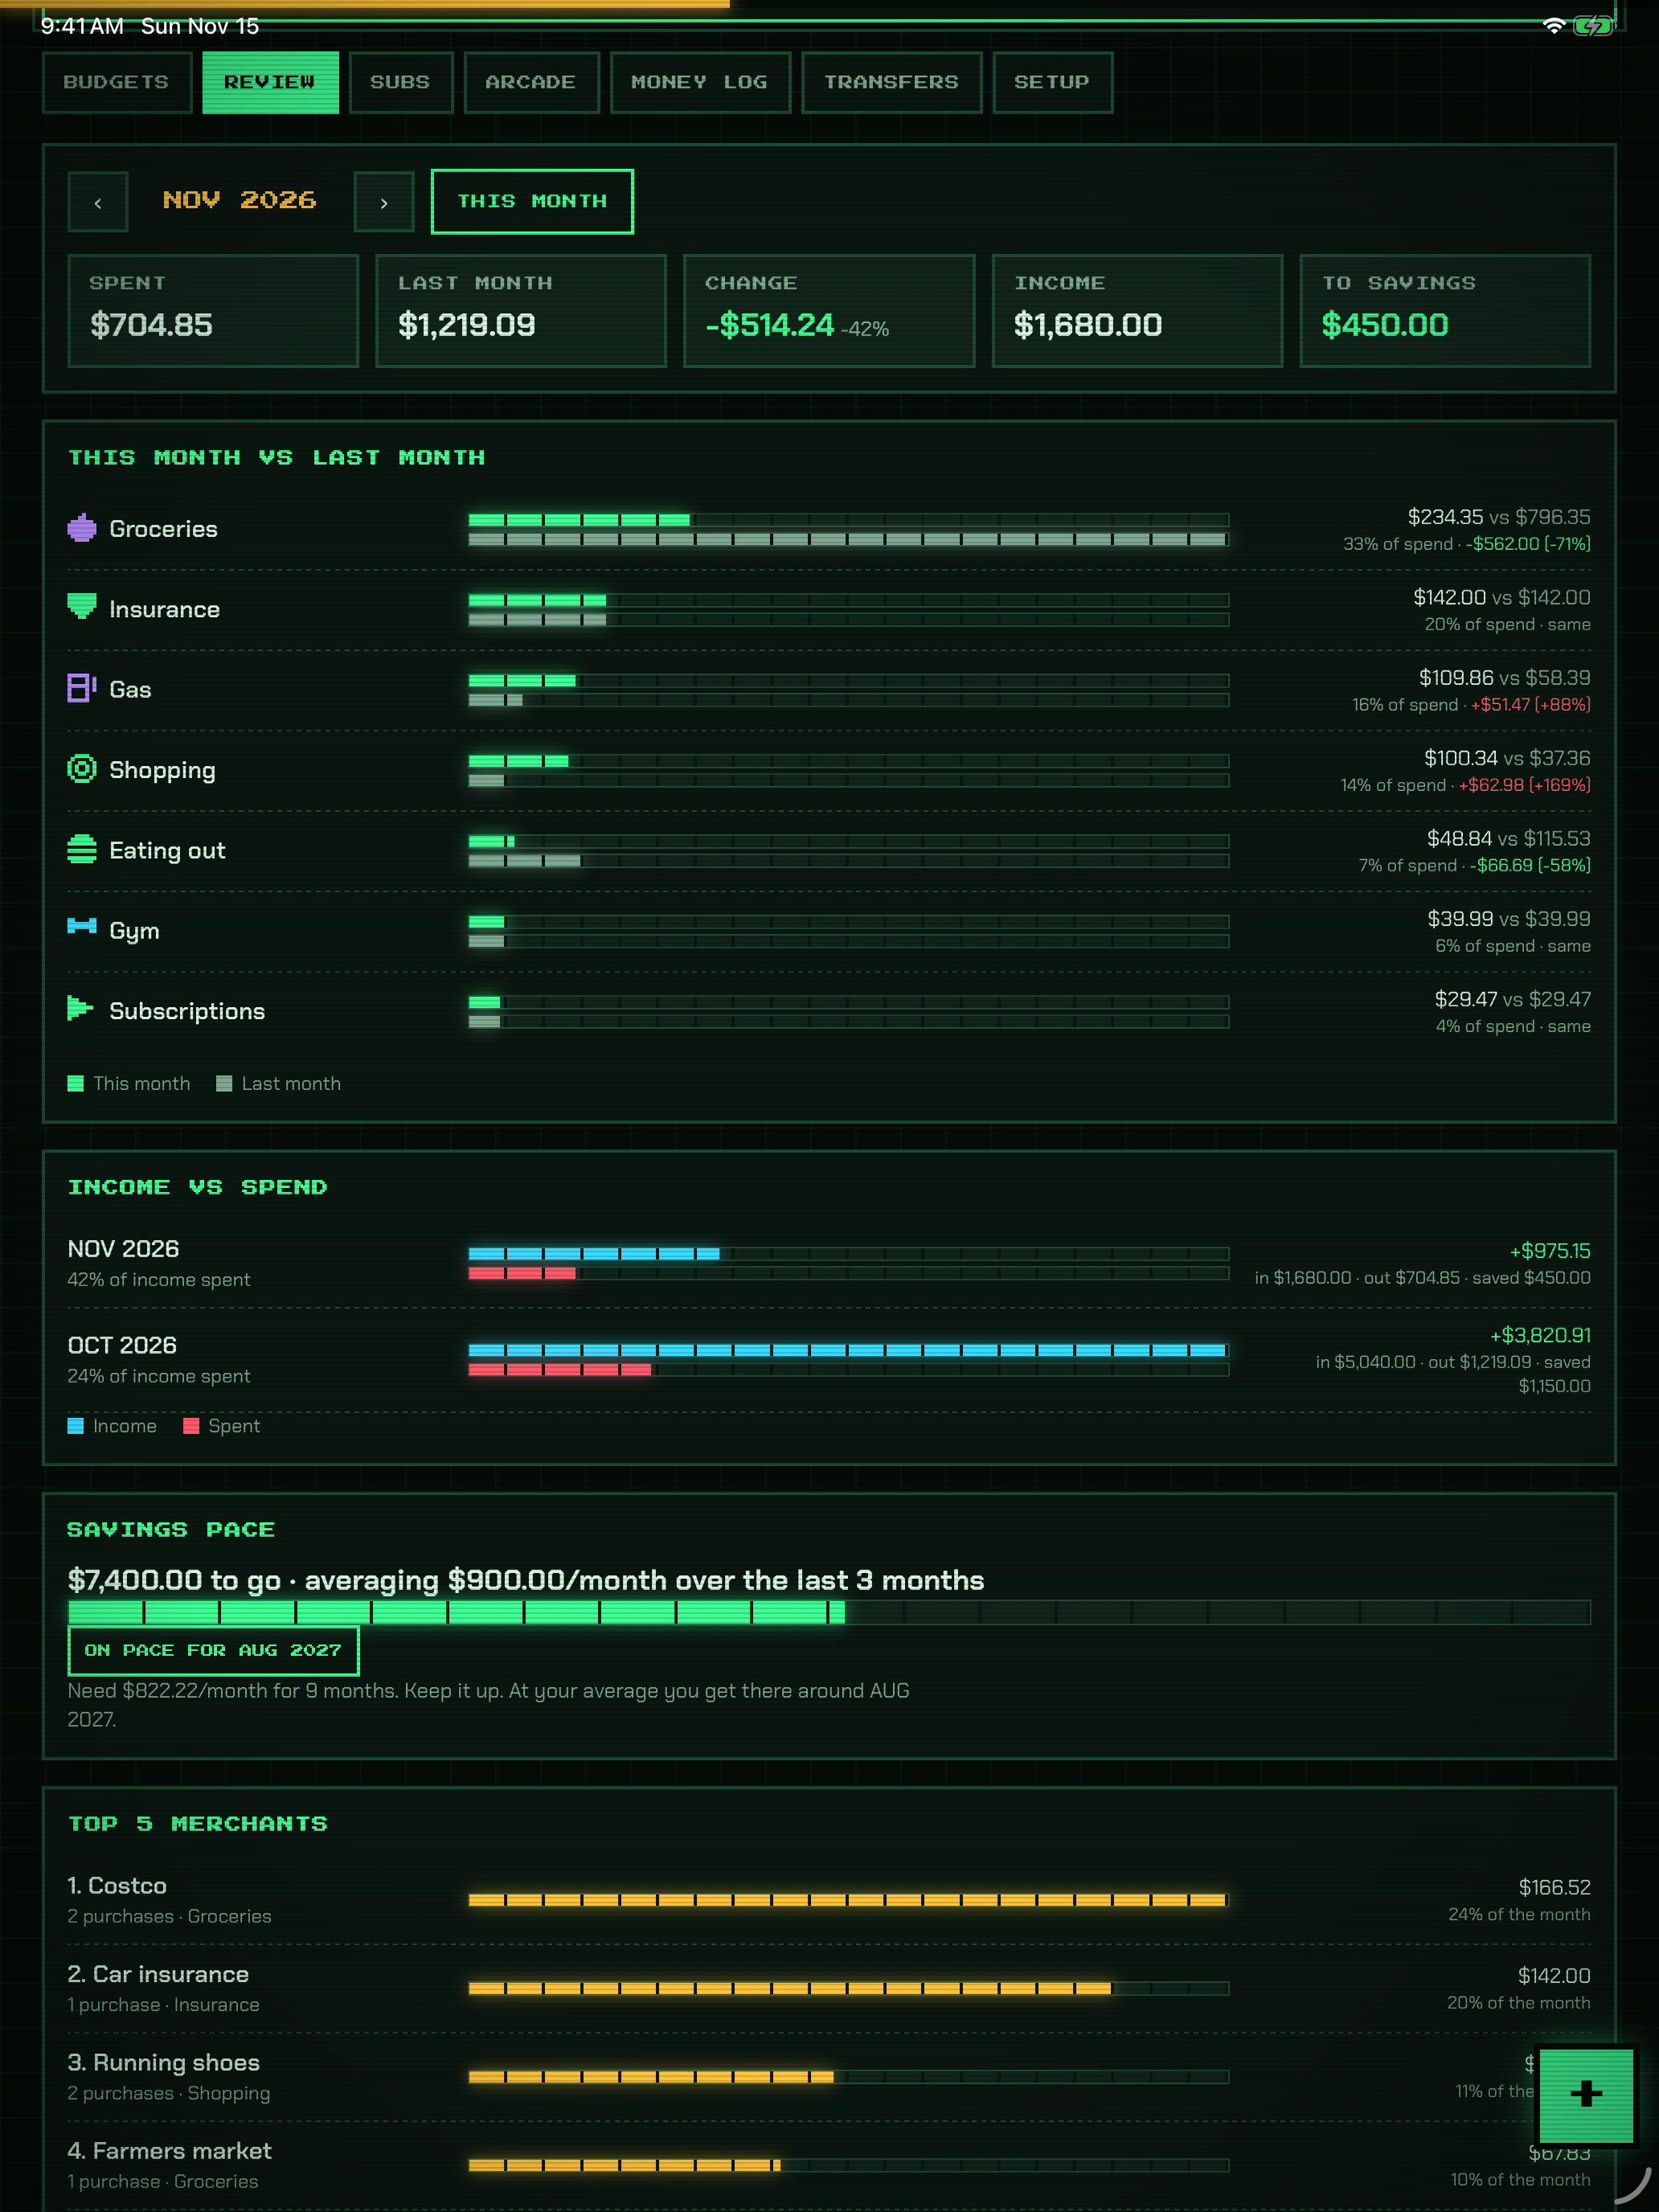 9:41 AM Sun Nov 15
BUDGETS REVIEW SUBS ARCADE MONEY LOG TRANSFERS SETUP
‹ NOV 2026 › THIS MONTH
SPENT LAST MONTH CHANGE INCOME TO SAVINGS
$704.85 $1,219.09 -$514.24 -42% $1,680.00 $450.00
THIS MONTH VS LAST MONTH
Groceries
$234.35 vs $796.35
33% of spend · -$562.00 (-71%)
Insurance
$142.00 vs $142.00
20% of spend · same
Gas
$109.86 vs $58.39
16% of spend · +$51.47 (+88%)
Shopping
$100.34 vs $37.36
14% of spend · +$62.98 (+169%)
Eating out
$48.84 vs $115.53
7% of spend · -$66.69 (-58%)
Gym
$39.99 vs $39.99
6% of spend · same
Subscriptions
$29.47 vs $29.47
4% of spend · same
This month Last month
INCOME VS SPEND
NOV 2026
42% of income spent
+$975.15
in $1,680.00 · out $704.85 · saved $450.00
OCT 2026
24% of income spent
+$3,820.91
in $5,040.00 · out $1,219.09 · saved
$1,150.00
Income Spent
SAVINGS PACE
$7,400.00 to go · averaging $900.00/month over the last 3 months
ON PACE FOR AUG 2027
Need $822.22/month for 9 months. Keep it up. At your average you get there around AUG
2027.
TOP 5 MERCHANTS
1. Costco
2 purchases · Groceries
$166.52
24% of the month
2. Car insurance
1 purchase · Insurance
$142.00
20% of the month
3. Running shoes
2 purchases · Shopping
$
11% of the
+
4. Farmers market
1 purchase · Groceries
$67.83
10% of the month